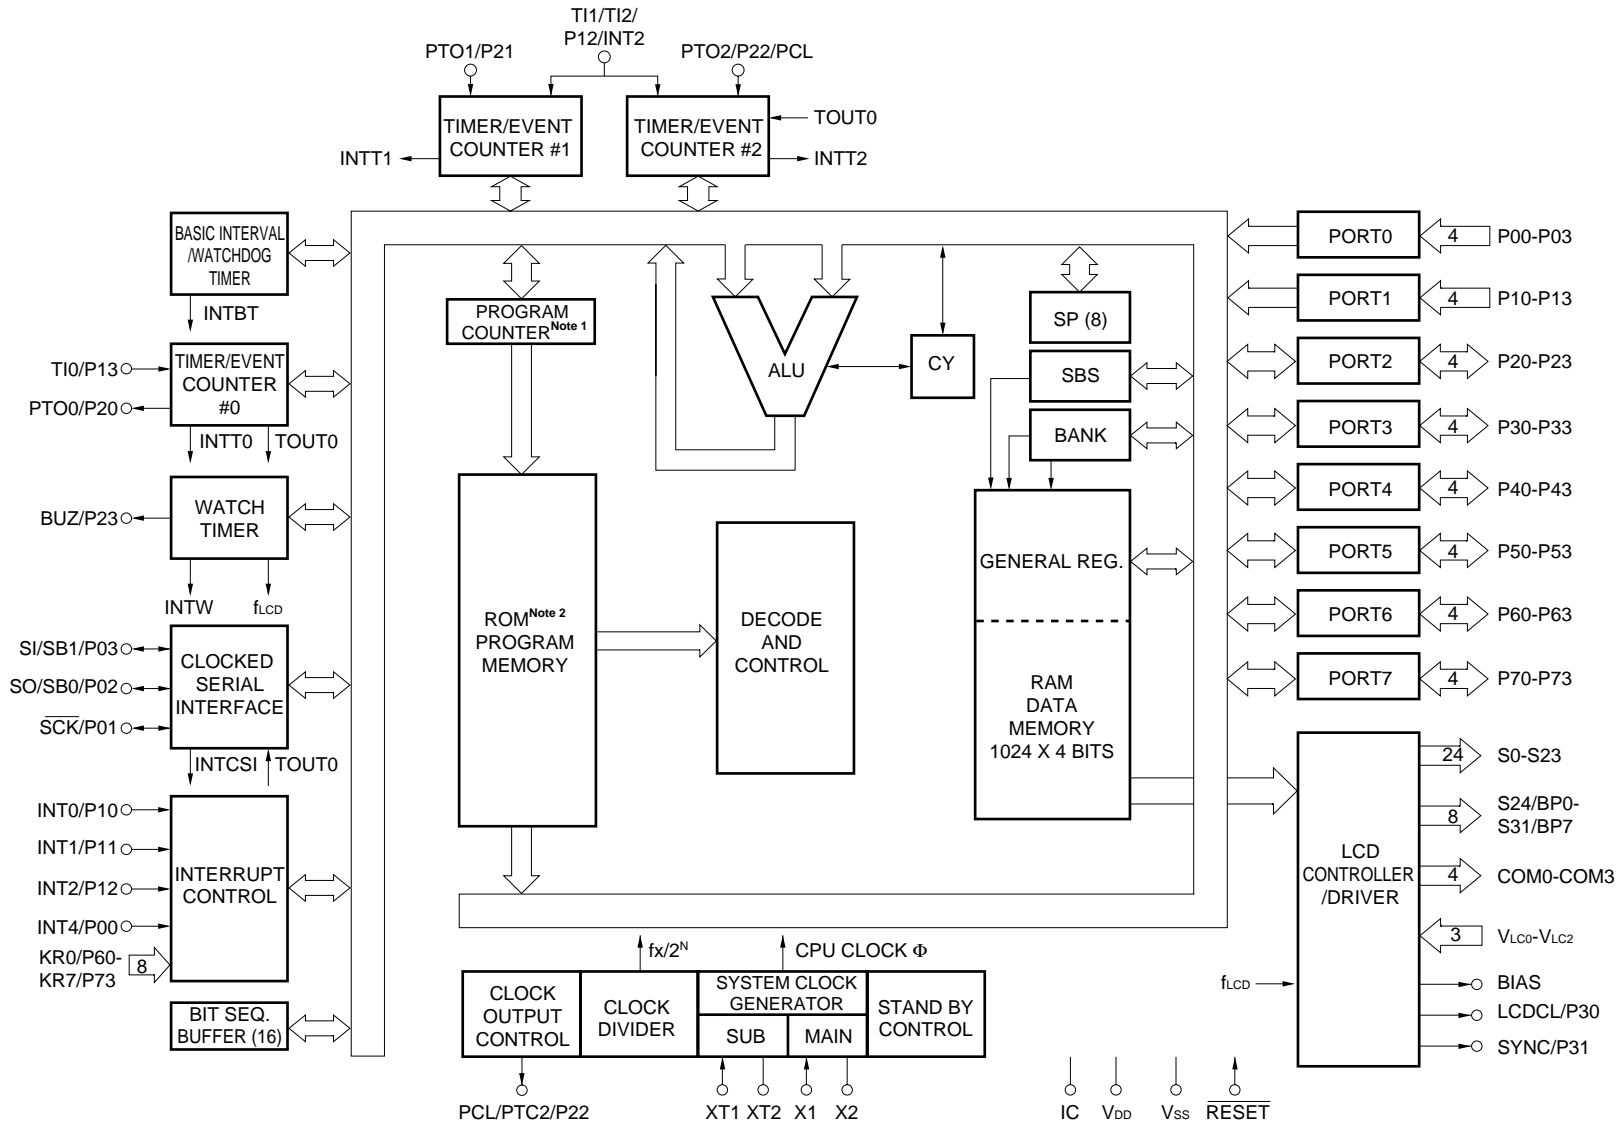 TI1/TI2/
P12/INT2
PTO1/P21
PTO2/P22/PCL
TIMER/EVENT
COUNTER #1
TIMER/EVENT
COUNTER #2
TOUT0
INTT1
INTT2
BASIC INTERVAL
/WATCHDOG
TIMER
INTBT
TI0/P13
PTO0/P20
TIMER/EVENT
COUNTER
#0
INTT0
TOUT0
BUZ/P23
WATCH
TIMER
INTW
fLCD
SI/SB1/P03
SO/SB0/P02
SCK/P01
CLOCKED
SERIAL
INTERFACE
INTCSI
TOUT0
INT0/P10
INT1/P11
INT2/P12
INT4/P00
KR0/P60-
KR7/P73
8
INTERRUPT
CONTROL
BIT SEQ.
BUFFER (16)
PROGRAM
COUNTER Note 1
ALU
CY
SP (8)
SBS
BANK
ROM Note 2
PROGRAM
MEMORY
DECODE
AND
CONTROL
GENERAL REG.
RAM
DATA
MEMORY
1024 X 4 BITS
fx/2N
CPU CLOCK Φ
CLOCK
OUTPUT
CONTROL
CLOCK
DIVIDER
SYSTEM CLOCK
GENERATOR
SUB
MAIN
STAND BY
CONTROL
PCL/PTC2/P22
XT1
XT2
X1
X2
IC
VDD
VSS
RESET
PORT0
4
P00-P03
PORT1
4
P10-P13
PORT2
4
P20-P23
PORT3
4
P30-P33
PORT4
4
P40-P43
PORT5
4
P50-P53
PORT6
4
P60-P63
PORT7
4
P70-P73
LCD
CONTROLLER
/DRIVER
24
S0-S23
8
S24/BP0-
S31/BP7
4
COM0-COM3
3
VLC0-VLC2
fLCD
BIAS
LCDCL/P30
SYNC/P31